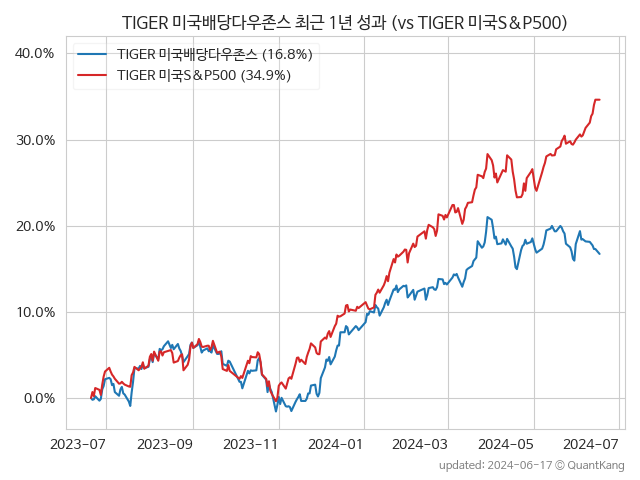 TIGER 미국배당다우존스 최근 1년 성과 (vs TIGER 미국S&P500)
40.0%
TIGER 미국배당다우존스 (16.8%)
TIGER 미국S&P500 (34.9%)
30.0%
20.0%
10.0%
0.0%
2023-07 2023-09 2023-11 2024-01 2024-03 2024-05 2024-07
updated: 2024-06-17 © QuantKang